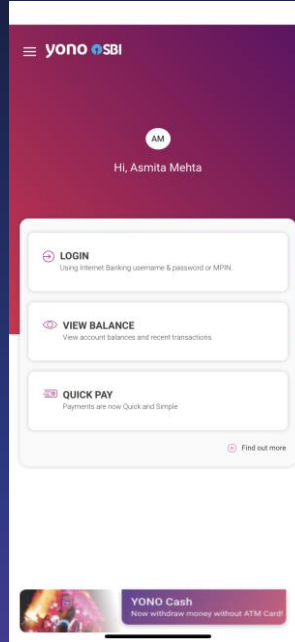 yono SBI
AM
Hi, Asmita Mehta
LOGIN
Using Internet Banking username & password or MPIN.
VIEW BALANCE
View account balances and recent transactions.
QUICK PAY
Payments are now Quick and Simple
Find out more
YONO Cash
Now withdraw money without ATM Card!